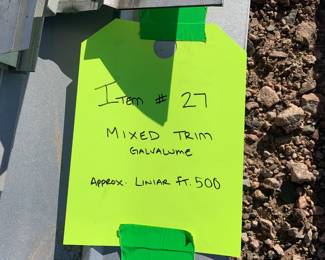 Item # 27
Mixed Trim
Galvalume
Approx. Liniar ft. 500